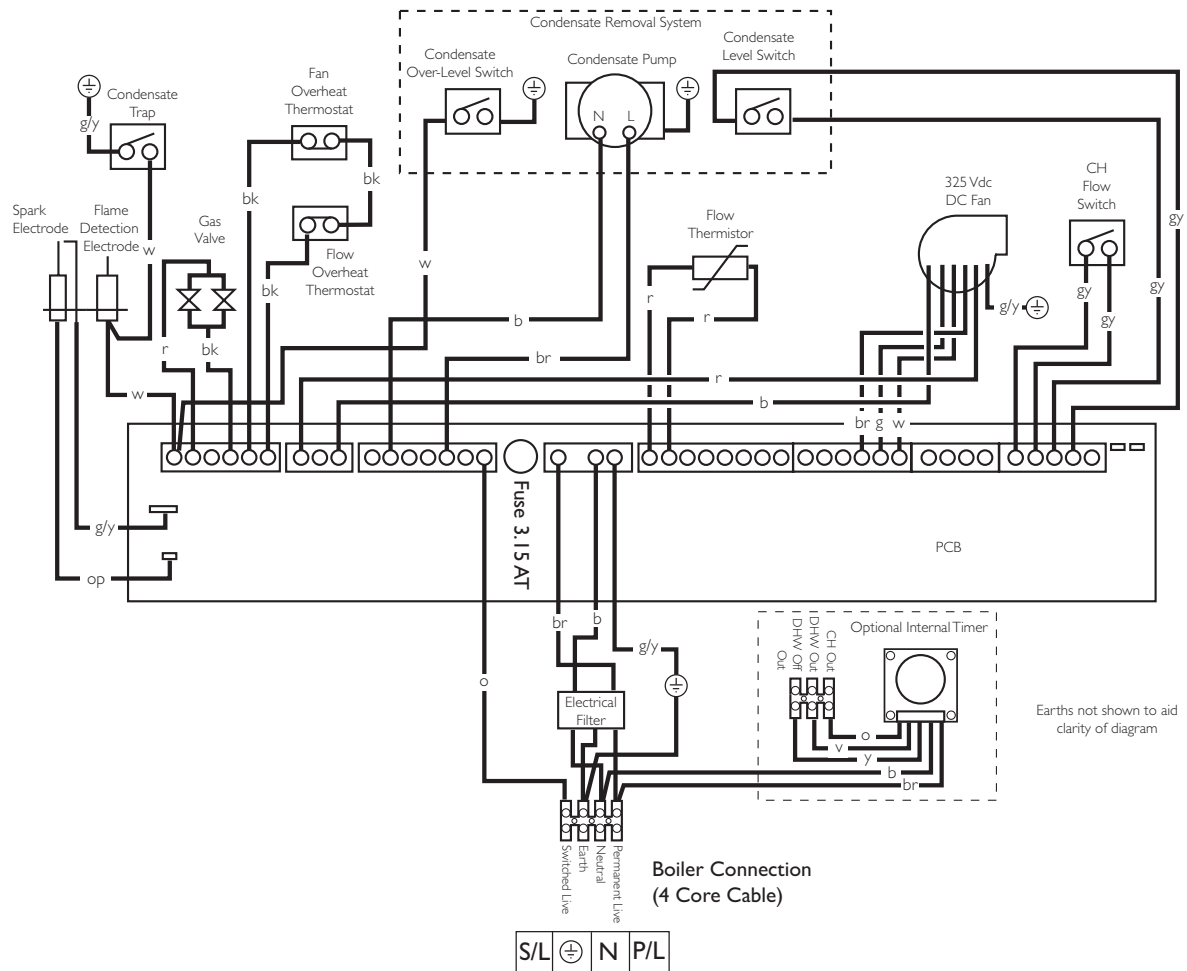 Condensate Removal System
Condensate
Over-Level Switch
Condensate Pump
Condensate
Level Switch
N
L
Fan
Overheat
Thermostat
Condensate
Trap
g/y
bk
bk
325 Vdc
DC Fan
CH
Flow
Switch
Spark
Electrode
Flame
Detection
Electrode
Gas
Valve
Flow
Thermistor
gy
w
w
Flow
Overheat
Thermostat
bk
r
gy
gy
g/y
gy
b
r
r
bk
br
r
w
b
br
g
w
Fuse 3.15 AT
PCB
g/y
op
br
b
g/y
o
Optional Internal Timer
DHW Off
Out
DHW Out
CH Out
Electrical
Filter
Earths not shown to aid
clarity of diagram
o
v
y
b
br
Switched Live
Earth
Neutral
Permanent Live
Boiler Connection
(4 Core Cable)
S/L
N
P/L